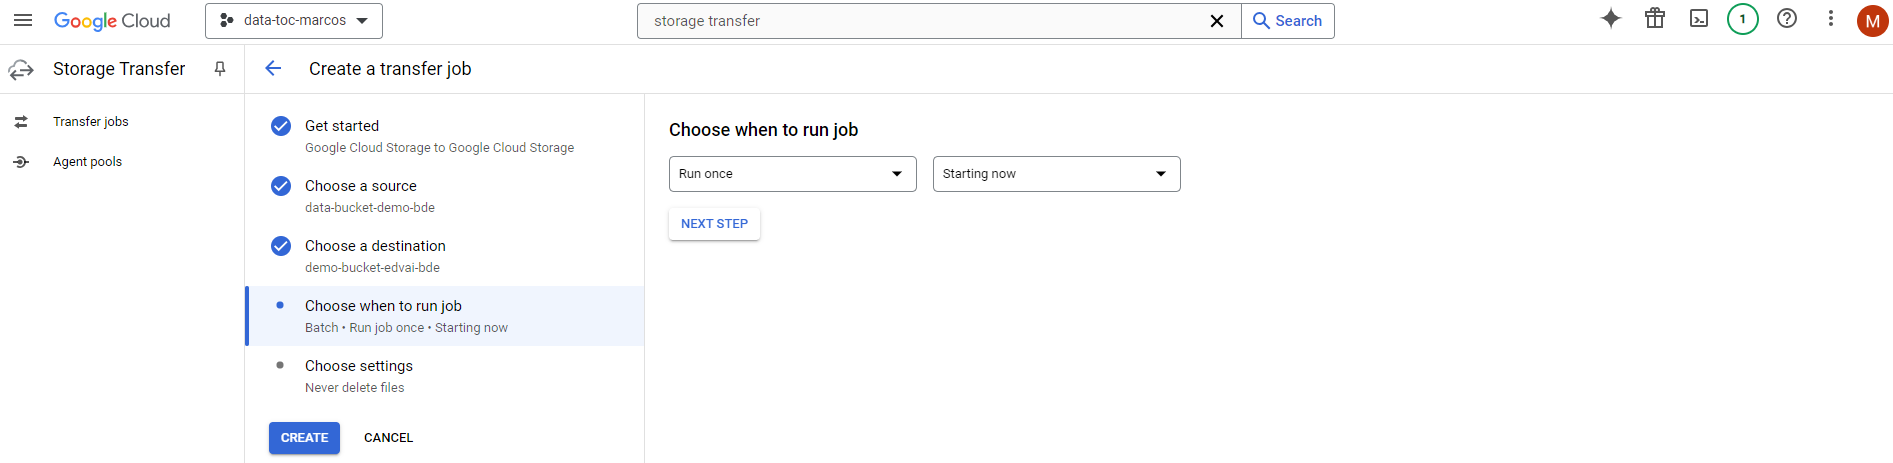 Google Cloud
data-toc-marcos
storage transfer
Search
1
M
Storage Transfer
Create a transfer job
Transfer jobs
Agent pools
Get started
Google Cloud Storage to Google Cloud Storage
Choose a source
data-bucket-demo-bde
Choose a destination
demo-bucket-edvai-bde
Choose when to run job
Batch • Run job once • Starting now
Choose settings
Never delete files
CREATE
CANCEL
Choose when to run job
Run once
Starting now
NEXT STEP